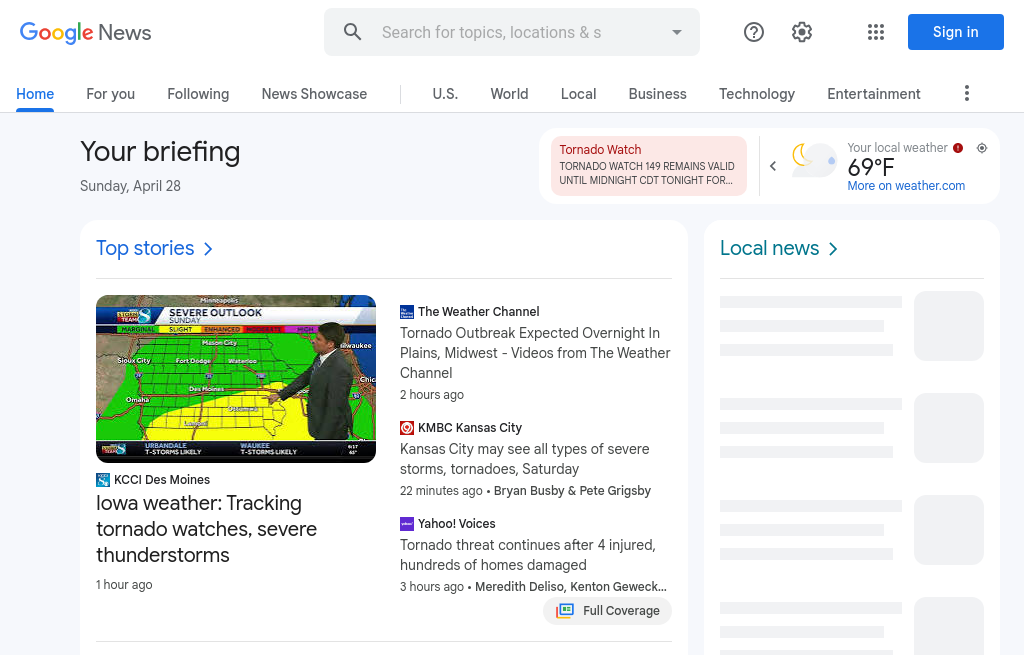 Google News
Search for topics, locations & s
Sign in
Home
For you
Following
News Showcase
U.S.
World
Local
Business
Technology
Entertainment
Your briefing
Sunday, April 28
Tornado Watch
TORNADO WATCH 149 REMAINS VALID
UNTIL MIDNIGHT CDT TONIGHT FOR...
Your local weather
69°F
More on weather.com
Top stories
Minneapolis
SEVERE OUTLOOK
SUNDAY
MARGINAL
SLIGHT
ENHANCED
MODERATE
HIGH
Mason City
Milwaukee
Sioux City
Fort Dodge
Waterloo
Chic
Des Moines
Omaha
Ottumwa
Lamoni
URBANDALE
T-STORMS LIKELY
WAUKEE
T-STORMS LIKELY
KCCI Des Moines
Iowa weather: Tracking
tornado watches, severe
thunderstorms
1 hour ago
The Weather Channel
Tornado Outbreak Expected Overnight In
Plains, Midwest - Videos from The Weather
Channel
2 hours ago
KMBC Kansas City
Kansas City may see all types of severe
storms, tornadoes, Saturday
22 minutes ago • Bryan Busby & Pete Grigsby
Yahoo! Voices
Tornado threat continues after 4 injured,
hundreds of homes damaged
3 hours ago • Meredith Deliso, Kenton Geweck...
Full Coverage
Local news